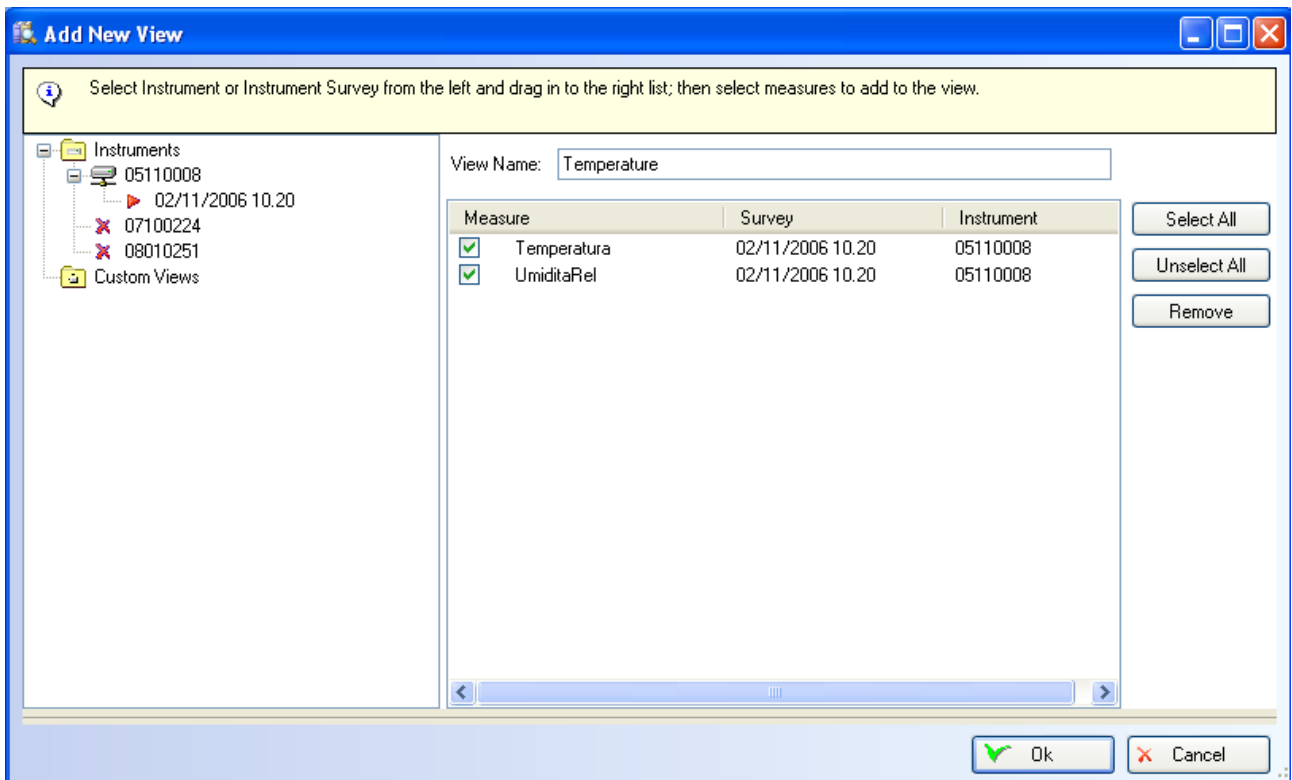 Add New View
Select Instrument or Instrument Survey from the left and drag in to the right list; then select measures to add to the view.
Instruments
05110008
02/11/2006 10.20
07100224
08010251
Custom Views
View Name: Temperature
Measure Survey Instrument
Temperatura 02/11/2006 10.20 05110008
UmiditaRel 02/11/2006 10.20 05110008
Select All
Unselect All
Remove
Ok Cancel